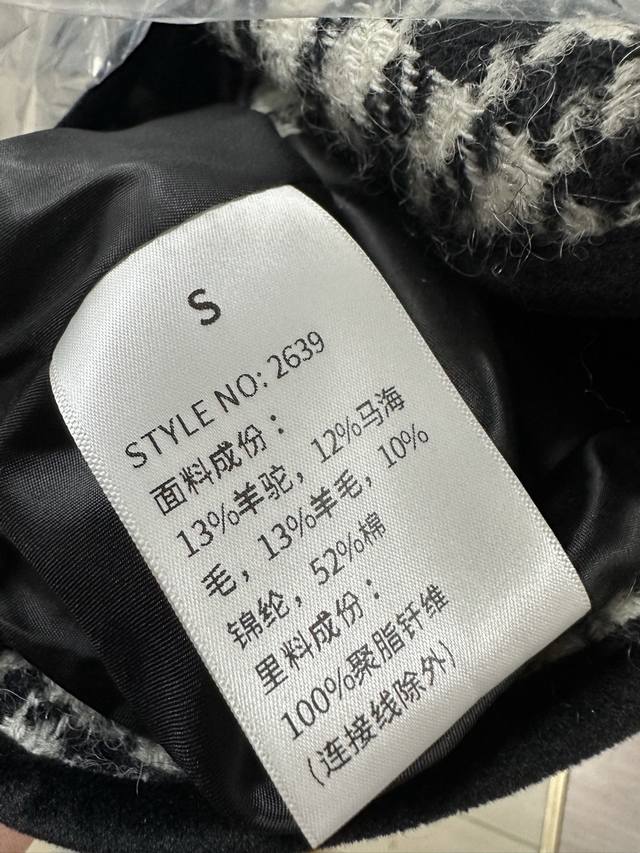 S
STYLE NO: 2639
面料成份：
13%羊驼，12%马海
毛，13%羊毛，10%
锦纶，52%棉
里料成份：
100%聚脂钎维
(连接线除外)